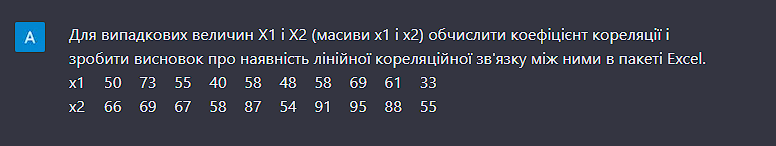 A
Для випадкових величин X1 і X2 (масиви x1 і x2) обчислити коефіцієнт кореляції і
зробити висновок про наявність лінійної кореляційної зв'язку між ними в пакеті Excel.
x1 50 73 55 40 58 48 58 69 61 33
x2 66 69 67 58 87 54 91 95 88 55